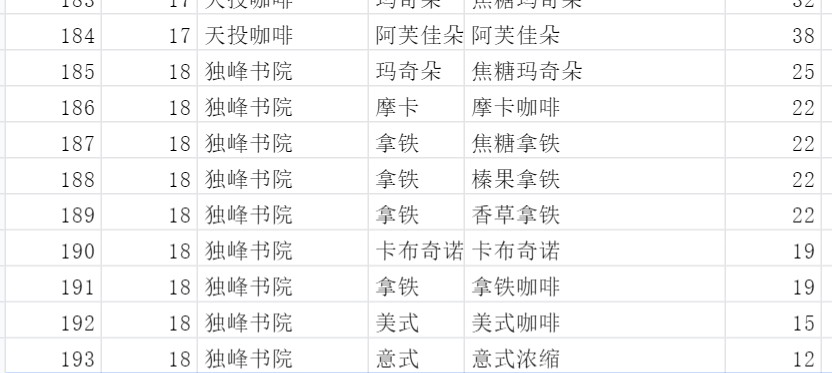 183 17 天投咖啡 玛奇朵 焦糖玛奇朵 32
184 17 天投咖啡 阿芙佳朵 阿芙佳朵 38
185 18 独峰书院 玛奇朵 焦糖玛奇朵 25
186 18 独峰书院 摩卡 摩卡咖啡 22
187 18 独峰书院 拿铁 焦糖拿铁 22
188 18 独峰书院 拿铁 榛果拿铁 22
189 18 独峰书院 拿铁 香草拿铁 22
190 18 独峰书院 卡布奇诺 卡布奇诺 19
191 18 独峰书院 拿铁 拿铁咖啡 19
192 18 独峰书院 美式 美式咖啡 15
193 18 独峰书院 意式 意式浓缩 12